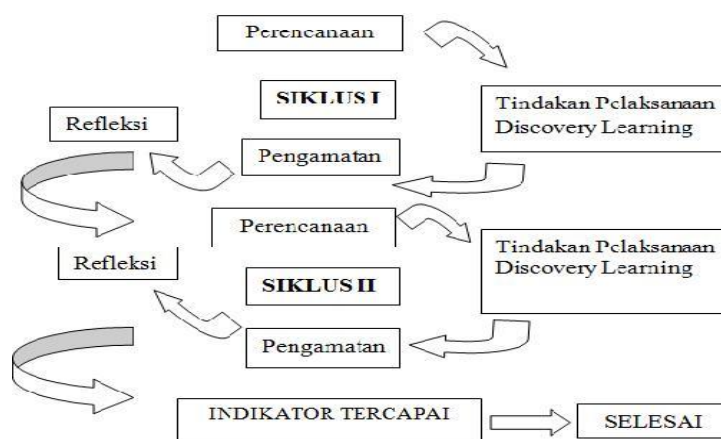 Perencanaan
SIKLUS I
Tindakan Pelaksanaan
Discovery Learning
Refleksi
Pengamatan
Perencanaan
Tindakan Pelaksanaan
Discovery Learning
Refleksi
SIKLUS II
Pengamatan
INDIKATOR TERCAPAI
SELESAI